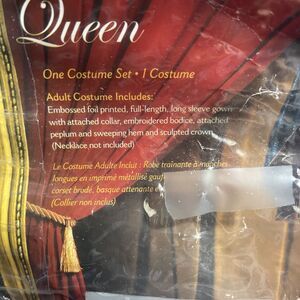 Queen
One Costume Set • 1 Costume
Adult Costume Includes:
Embossed foil printed, full-length, long sleeve gown
with attached collar, embroidered bodice, attached
peplum and sweeping hem and sculpted crown
(Necklace not included)
Le Costume Adulte Inclut : Robe traînante à manches
longues en imprimé métallisé gauf
corset brodé, basque attenante e
(Collier non inclus)